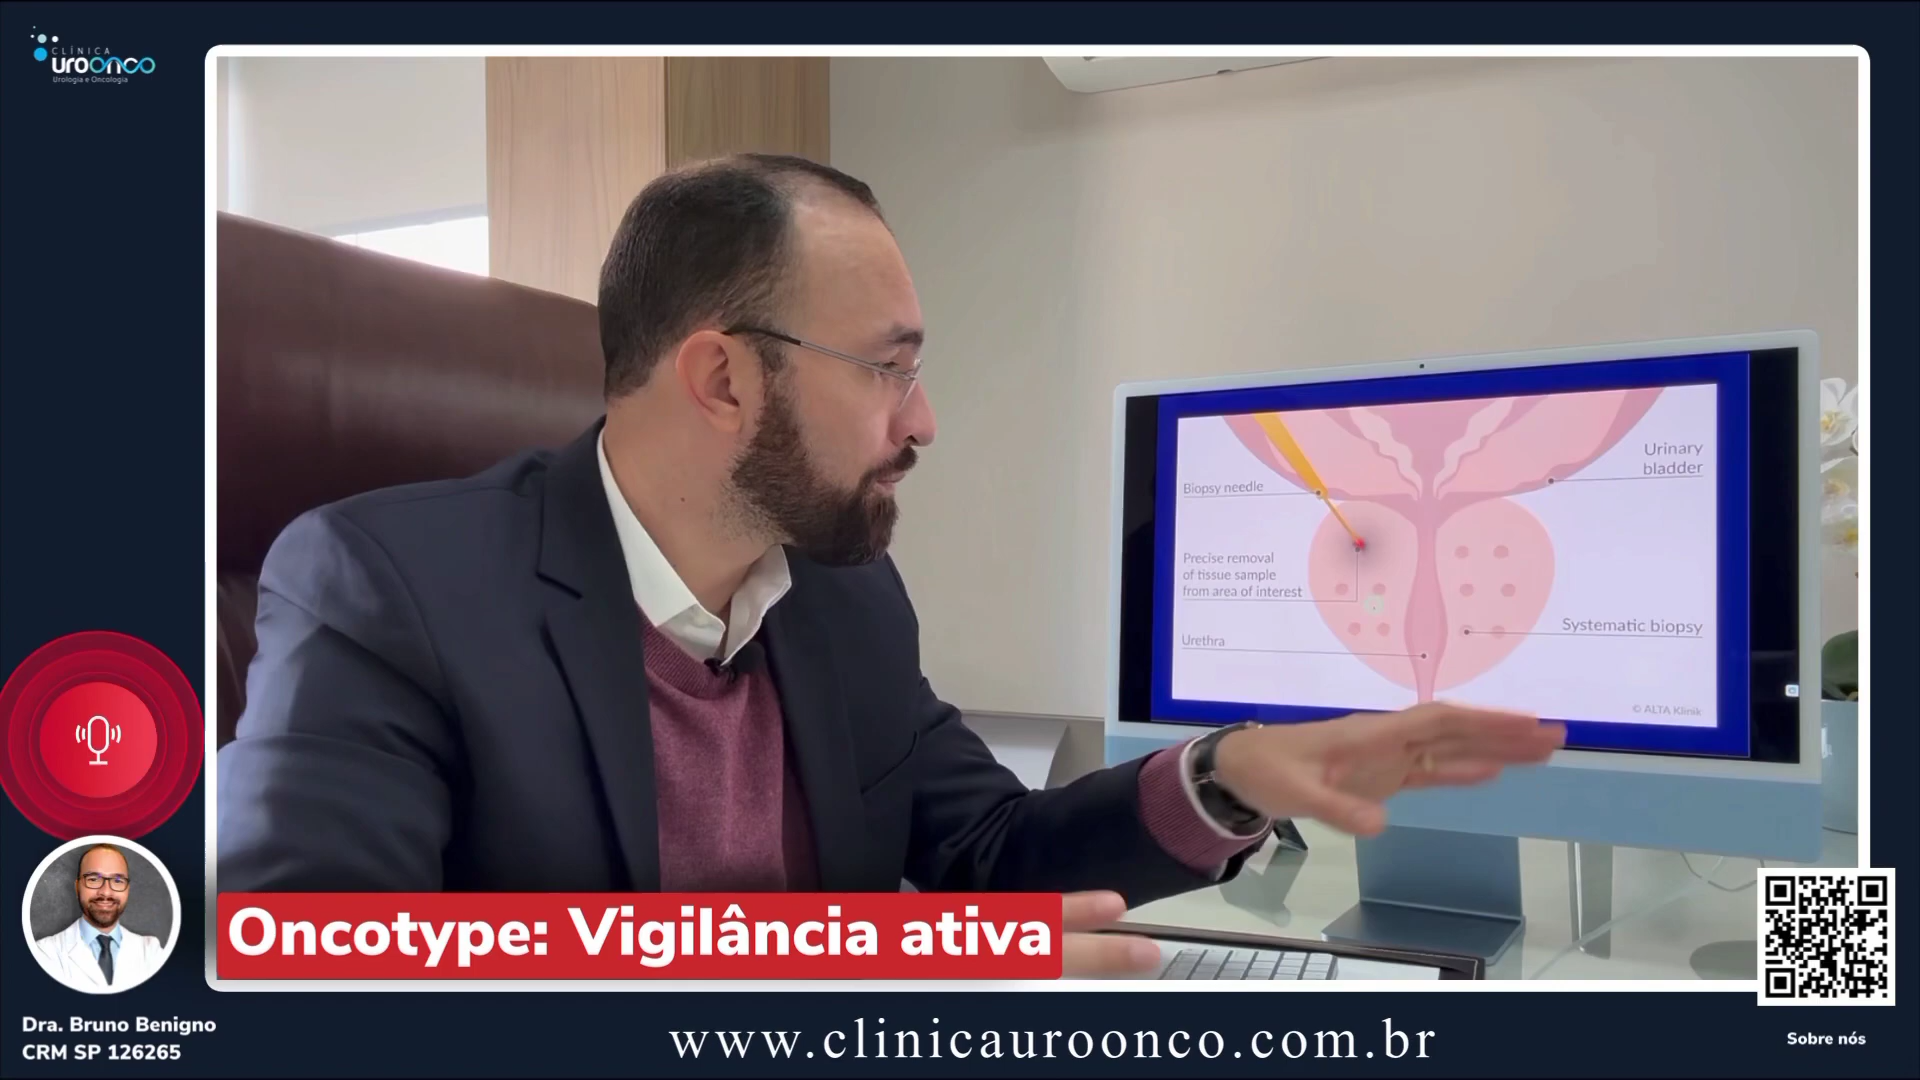 CLÍNICA
uroonco
Urologia e Oncologia
Biopsy needle
Urinary
bladder
Precise removal
of tissue sample
from area of interest
Urethra
Systematic biopsy
© ALTA Klinik
Oncotype: Vigilância ativa
Dra. Bruno Benigno
CRM SP 126265
www.clinicauroonco.com.br
Sobre nós